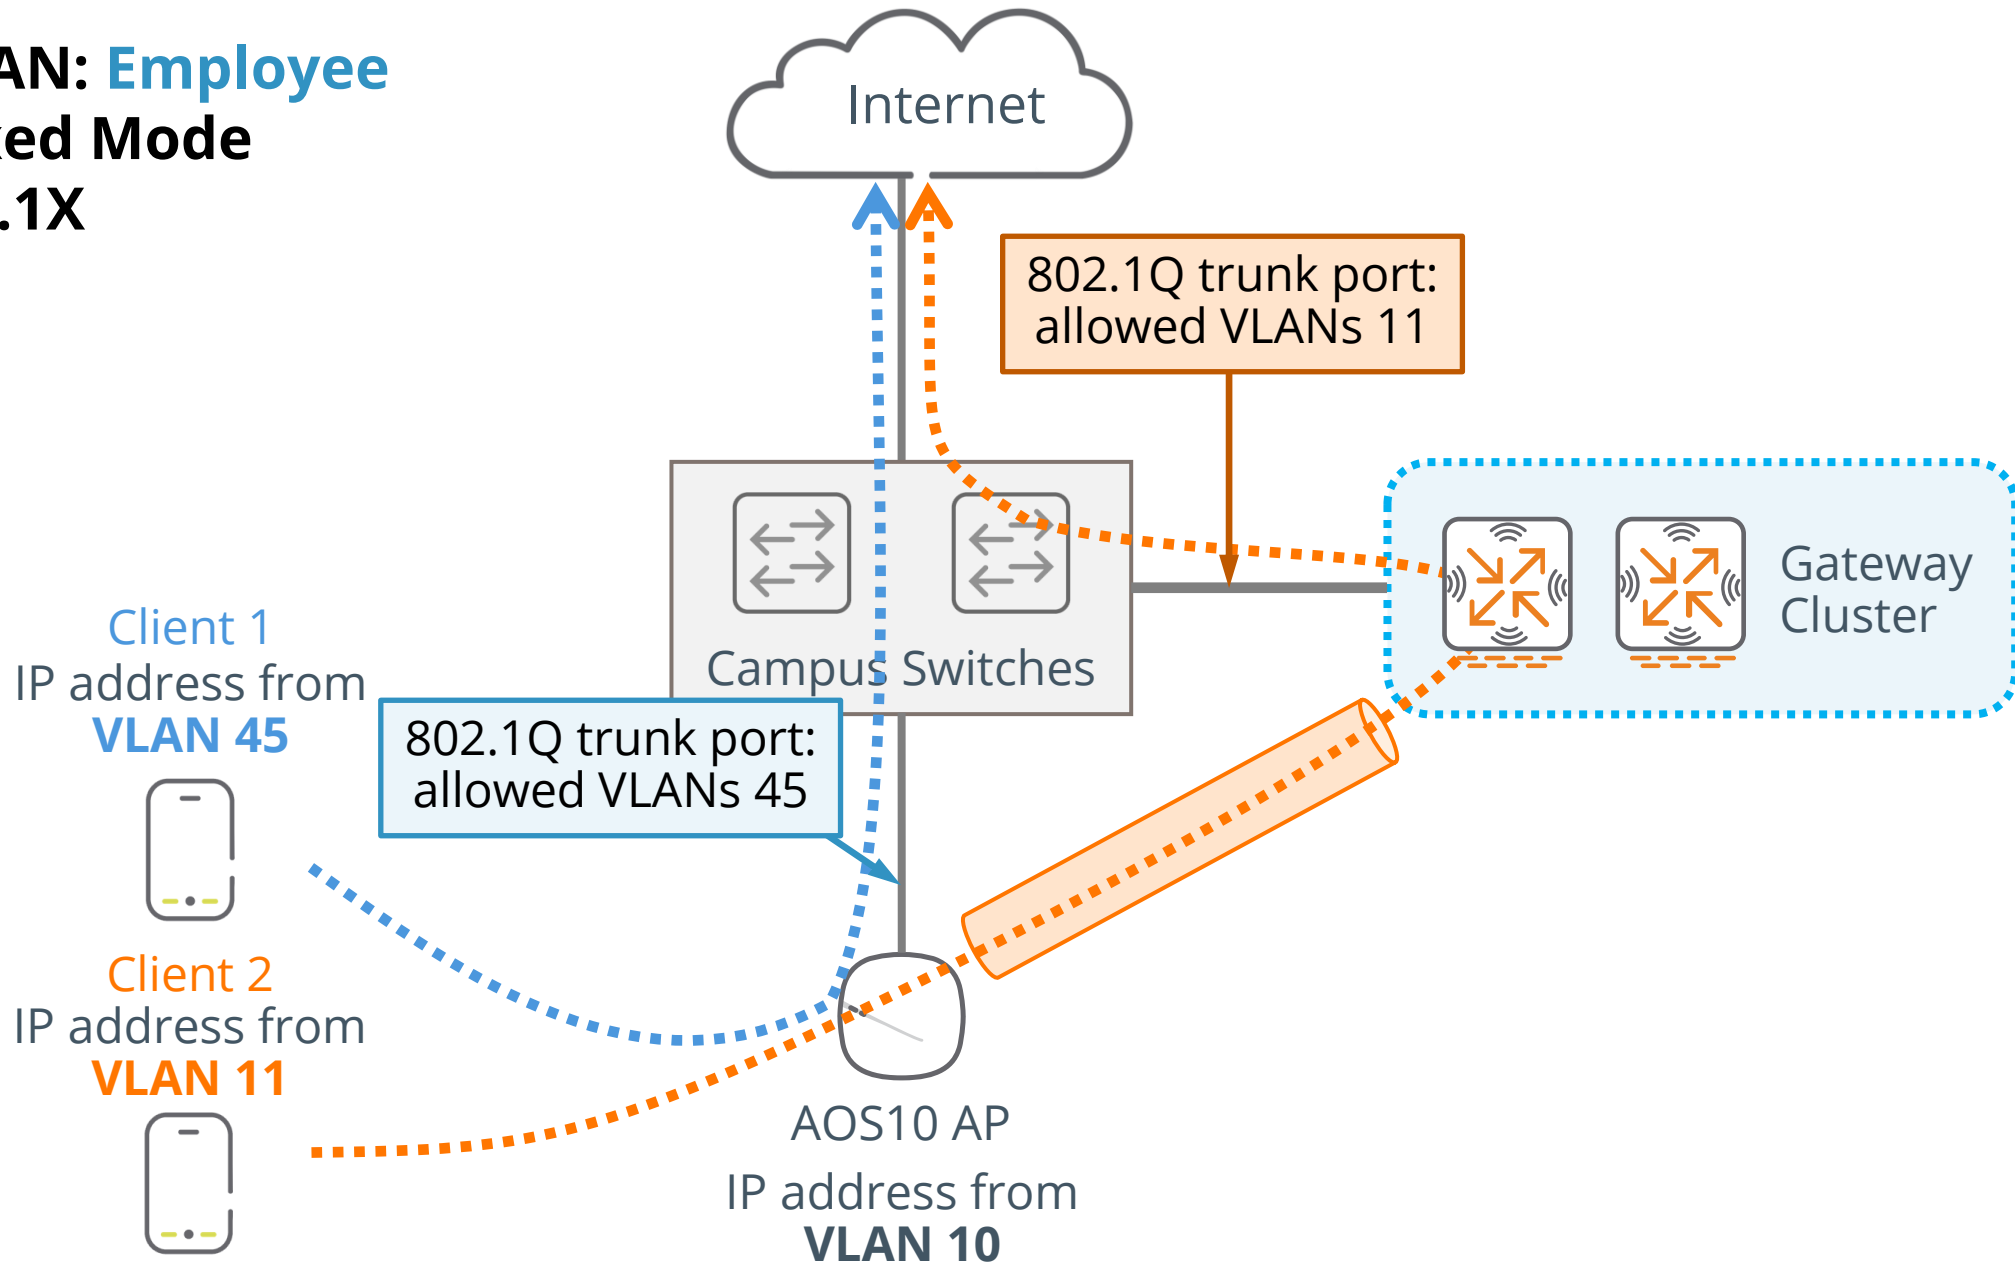 AN: Employee
ked Mode
.1X
Internet
802.1Q trunk port:
allowed VLANs 11
Gateway
Cluster
Campus Switches
Client 1
IP address from
VLAN 45
802.1Q trunk port:
allowed VLANs 45
Client 2
IP address from
VLAN 11
AOS10 AP
IP address from
VLAN 10